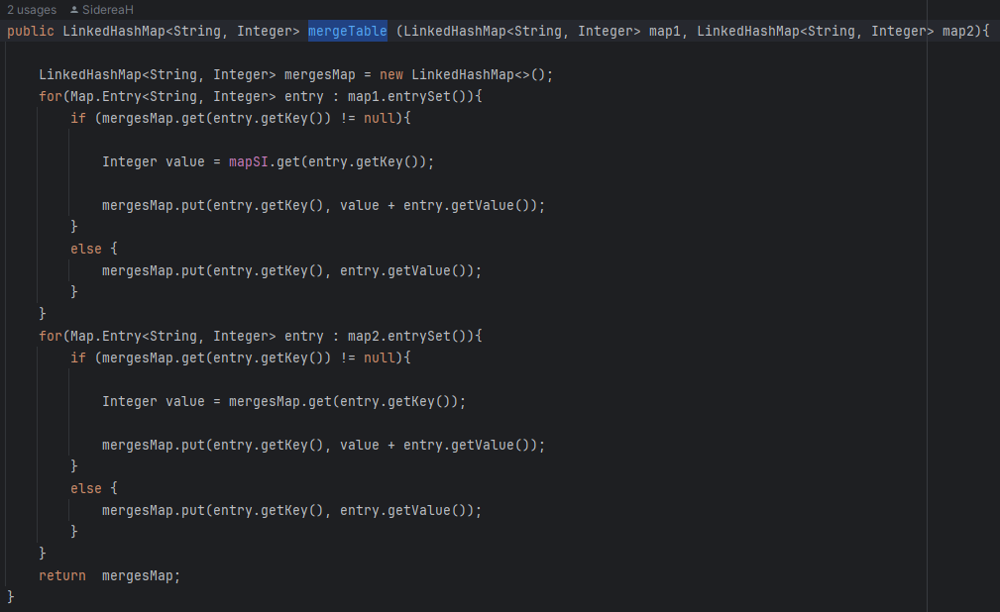 2 usages SidereaH
public LinkedHashMap<String, Integer> mergeTable (LinkedHashMap<String, Integer> map1, LinkedHashMap<String, Integer> map2){
LinkedHashMap<String, Integer> mergesMap = new LinkedHashMap<>();
for(Map.Entry<String, Integer> entry : map1.entrySet()){
if (mergesMap.get(entry.getKey()) != null){
Integer value = mapSI.get(entry.getKey());
mergesMap.put(entry.getKey(), value + entry.getValue());
}
else {
mergesMap.put(entry.getKey(), entry.getValue());
}
}
for(Map.Entry<String, Integer> entry : map2.entrySet()){
if (mergesMap.get(entry.getKey()) != null){
Integer value = mergesMap.get(entry.getKey());
mergesMap.put(entry.getKey(), value + entry.getValue());
}
else {
mergesMap.put(entry.getKey(), entry.getValue());
}
}
return  mergesMap;
}